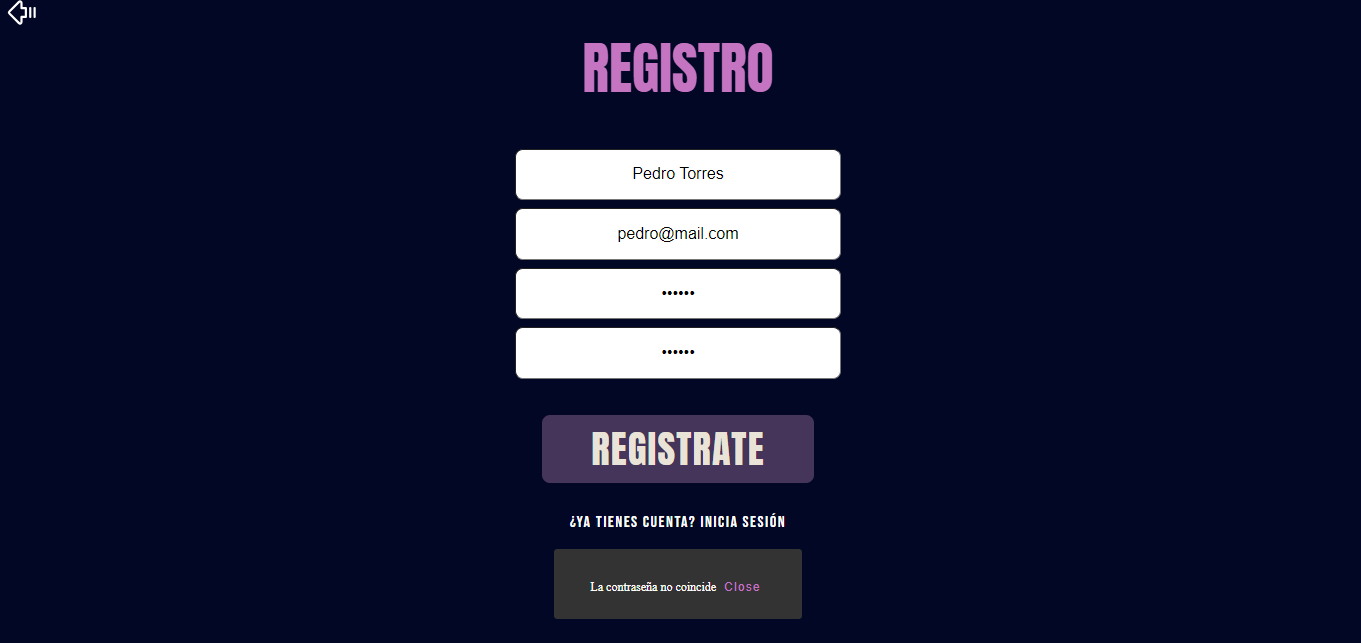 REGISTRO
Pedro Torres
pedro@mail.com
••••••
••••••
REGISTRATE
¿YA TIENES CUENTA? INICIA SESIÓN
La contraseña no coincide Close